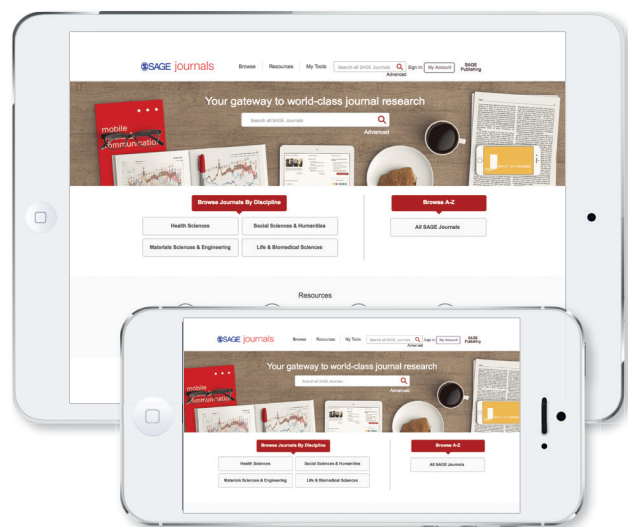 SAGE journals Browse Resources My Tools Search all SAGE Journals Sign in My Account SAGE Publishing
Advanced
Your gateway to world-class journal research
Search all SAGE Journals
Advanced
mobile
communication
Browse Journals By Discipline Browse A-Z
Health Sciences Social Sciences & Humanities All SAGE Journals
Materials Sciences & Engineering Life & Biomedical Sciences
Resources
SAGE journals Browse Resources My Tools Search all SAGE Journals Sign in My Account SAGE Publishing
Advanced
Your gateway to world-class journal research
Search all SAGE Journals
Advanced
mobile
communication
Browse Journals By Discipline Browse A-Z
Health Sciences Social Sciences & Humanities All SAGE Journals
Materials Sciences & Engineering Life & Biomedical Sciences